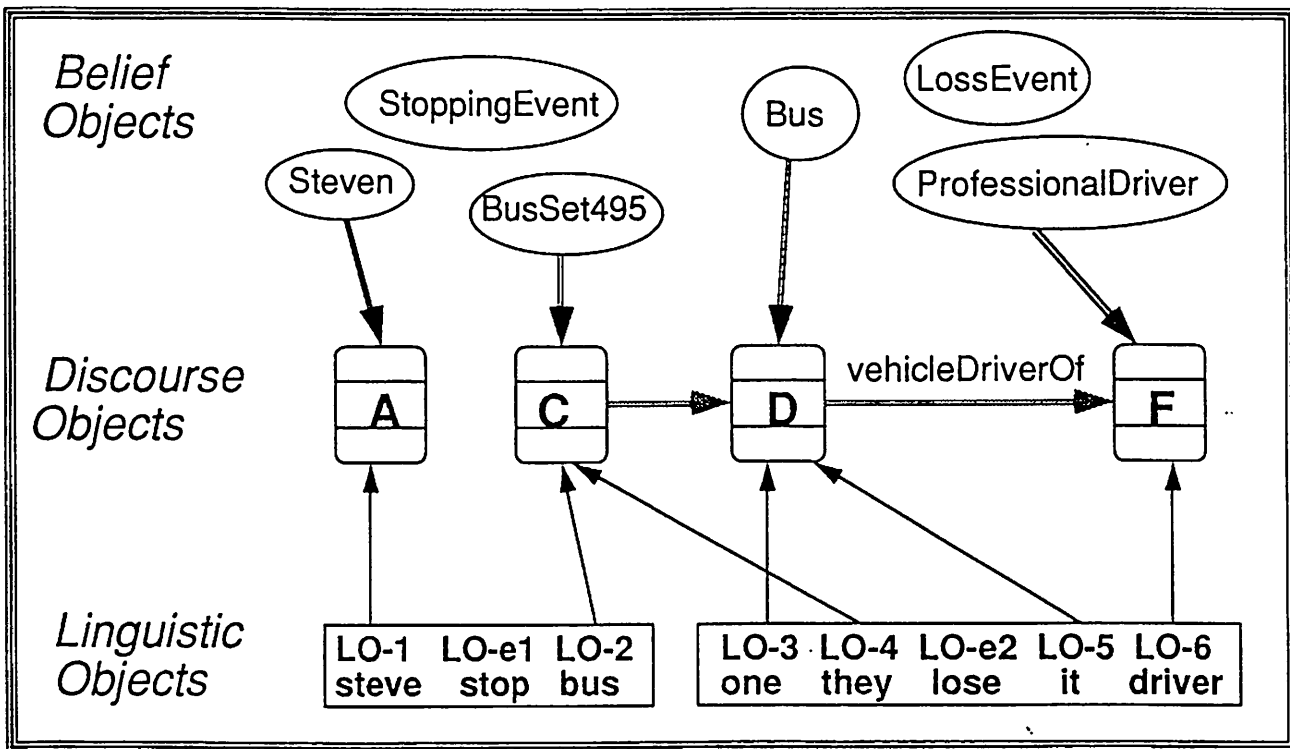 Belief
Objects
StoppingEvent
LossEvent
Bus
Steven
BusSet495
ProfessionalDriver
Discourse
Objects
A
C
D
vehicleDriverOf
F
Linguistic
Objects
LO-1 LO-e1 LO-2
steve stop bus
LO-3 LO-4 LO-e2 LO-5 LO-6
one they lose it driver